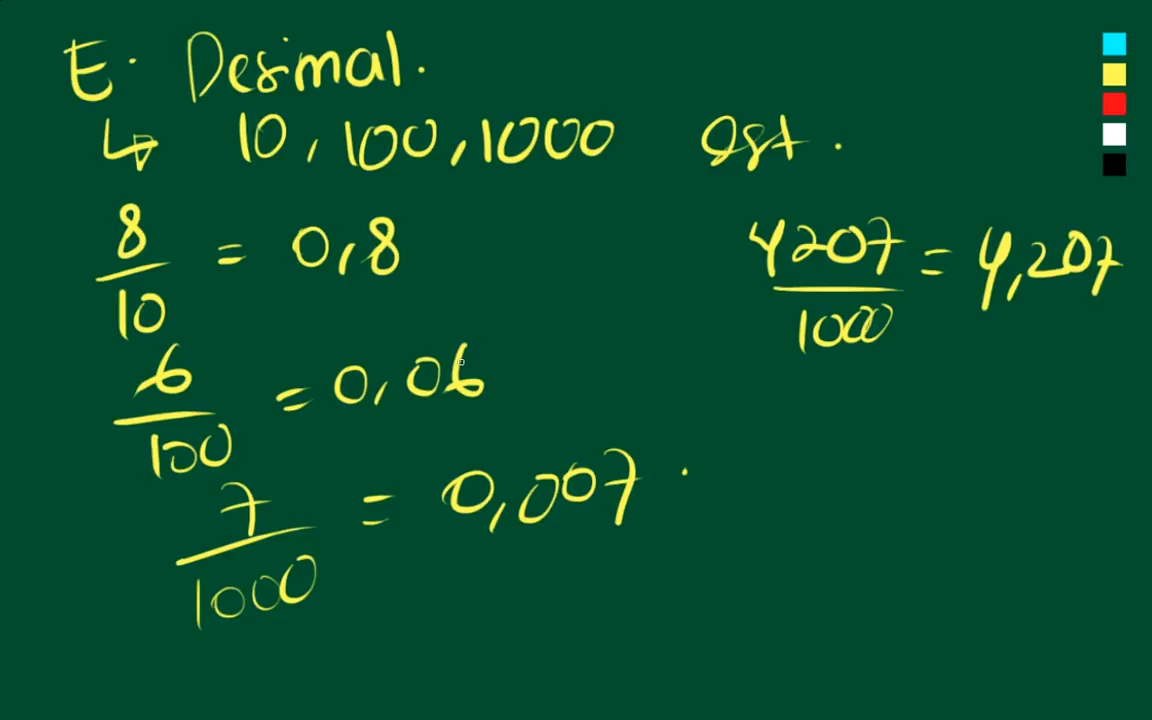 E. Desimal.
↳ 10, 100, 1000 dst.
8/10 = 0,8
4207/1000 = 4,207
6/100 = 0,06
7/1000 = 0,007.